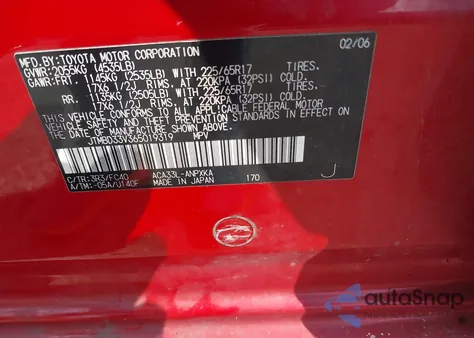 MFD.BY:TOYOTA MOTOR CORPORATION 02/06
GVWR:2055KG (4535LB)
GAWR:FRT 1145KG (2535LB) WITH 225/65R17 TIRES.
17X6 1/2J RIMS, AT 220KPA (32PSI) COLD.
RR. 1135KG (2505LB) WITH 225/65R17 TIRES.
17X6 1/2J RIMS, AT 220KPA (32PSI) COLD.
THIS VEHICLE CONFORMS TO ALL APPLICABLE FEDERAL MOTOR
VEHICLE SAFETY STANDARDS IN EFFECT ON THE DATE OF
MANUFACTURE SHOWN ABOVE.
JTMBD33V365019319 MPV
C/TR:3R3/FC40 ACA33L-ANPXKA 170 J
A/TM:-05A/U140F MADE IN JAPAN
autoSnap